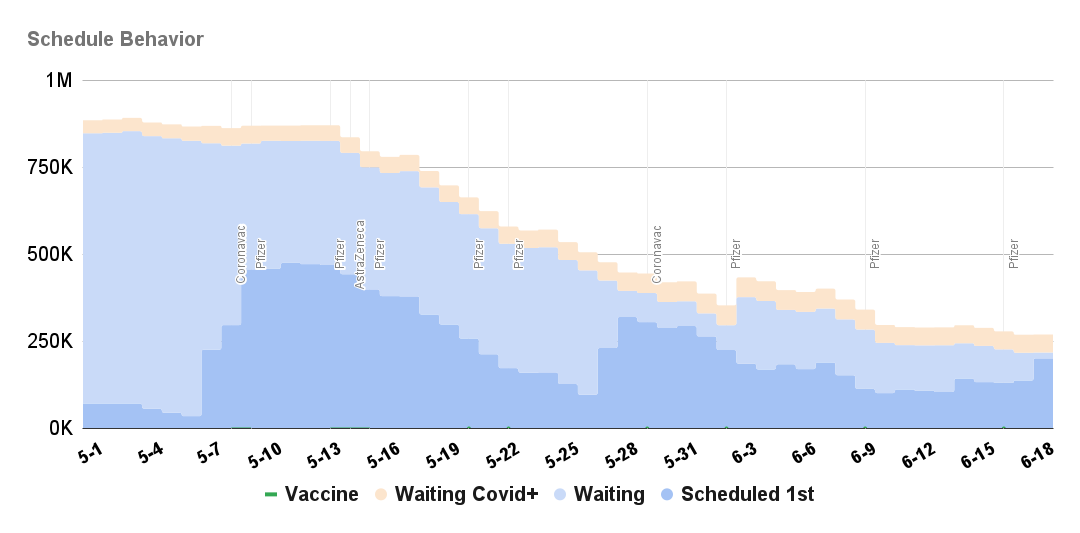 Schedule Behavior
1M
750K
500K
250K
0K
Coronavac
Pfizer
Pfizer
AstraZeneca
Pfizer
Pfizer
Pfizer
Coronavac
Pfizer
Pfizer
Pfizer
5-1 5-4 5-7 5-10 5-13 5-16 5-19 5-22 5-25 5-28 5-31 6-3 6-6 6-9 6-12 6-15 6-18
Vaccine Waiting Covid+ Waiting Scheduled 1st